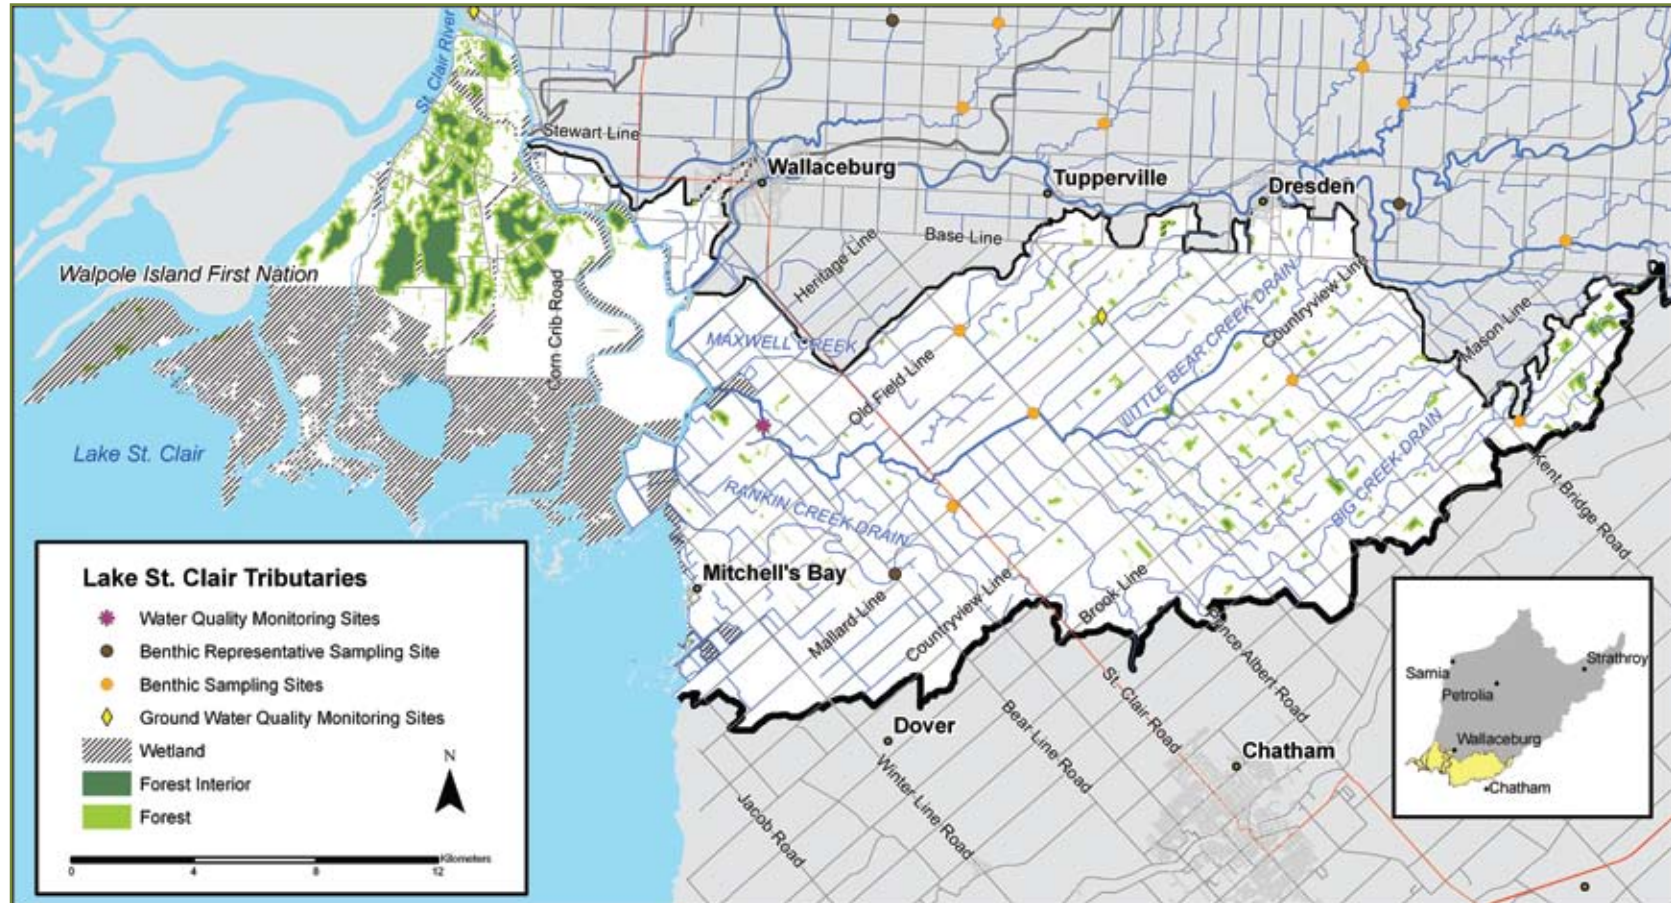 St. Clair River
Stewart Line
Wallaceburg
Tupperville
Dresden
Base Line
Heritage Line
Walpole Island First Nation
Corn Crib Road
MAXWELL CREEK
Old Field Line
LITTLE BEAR CREEK DRAIN
Countryview Line
Mason Line
Lake St. Clair
RANKIN CREEK DRAIN
BIG CREEK DRAIN
Kent Bridge Road
Mitchell's Bay
Mallard Line
Countryview Line
Brook Line
Prince Albert Road
St. Clair Road
Bear Line Road
Dover
Winter Line Road
Jacob Road
Chatham
Lake St. Clair Tributaries
Water Quality Monitoring Sites
Benthic Representative Sampling Site
Benthic Sampling Sites
Ground Water Quality Monitoring Sites
Wetland
Forest Interior
Forest
N
Kilometers
0 4 8 12
Sarnia
Strathroy
Petrolia
Wallaceburg
Chatham